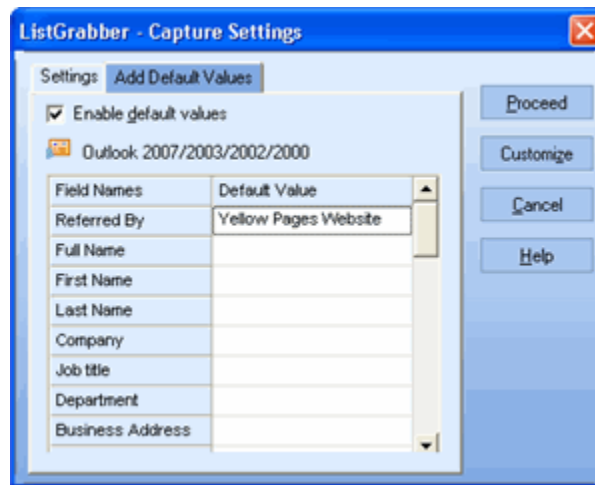 ListGrabber - Capture Settings
Settings Add Default Values
Enable default values
Outlook 2007/2003/2002/2000
Field Names Default Value
Referred By Yellow Pages Website
Full Name
First Name
Last Name
Company
Job title
Department
Business Address
Proceed
Customize
Cancel
Help